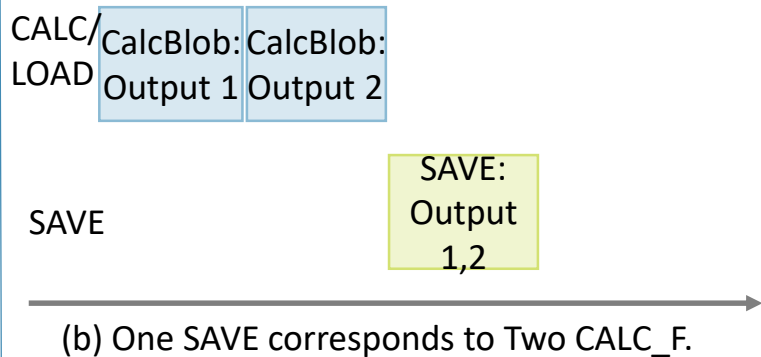 CALC/
LOAD
CalcBlob:
Output 1
CalcBlob:
Output 2
SAVE
SAVE:
Output
1,2
(b) One SAVE corresponds to Two CALC_F.